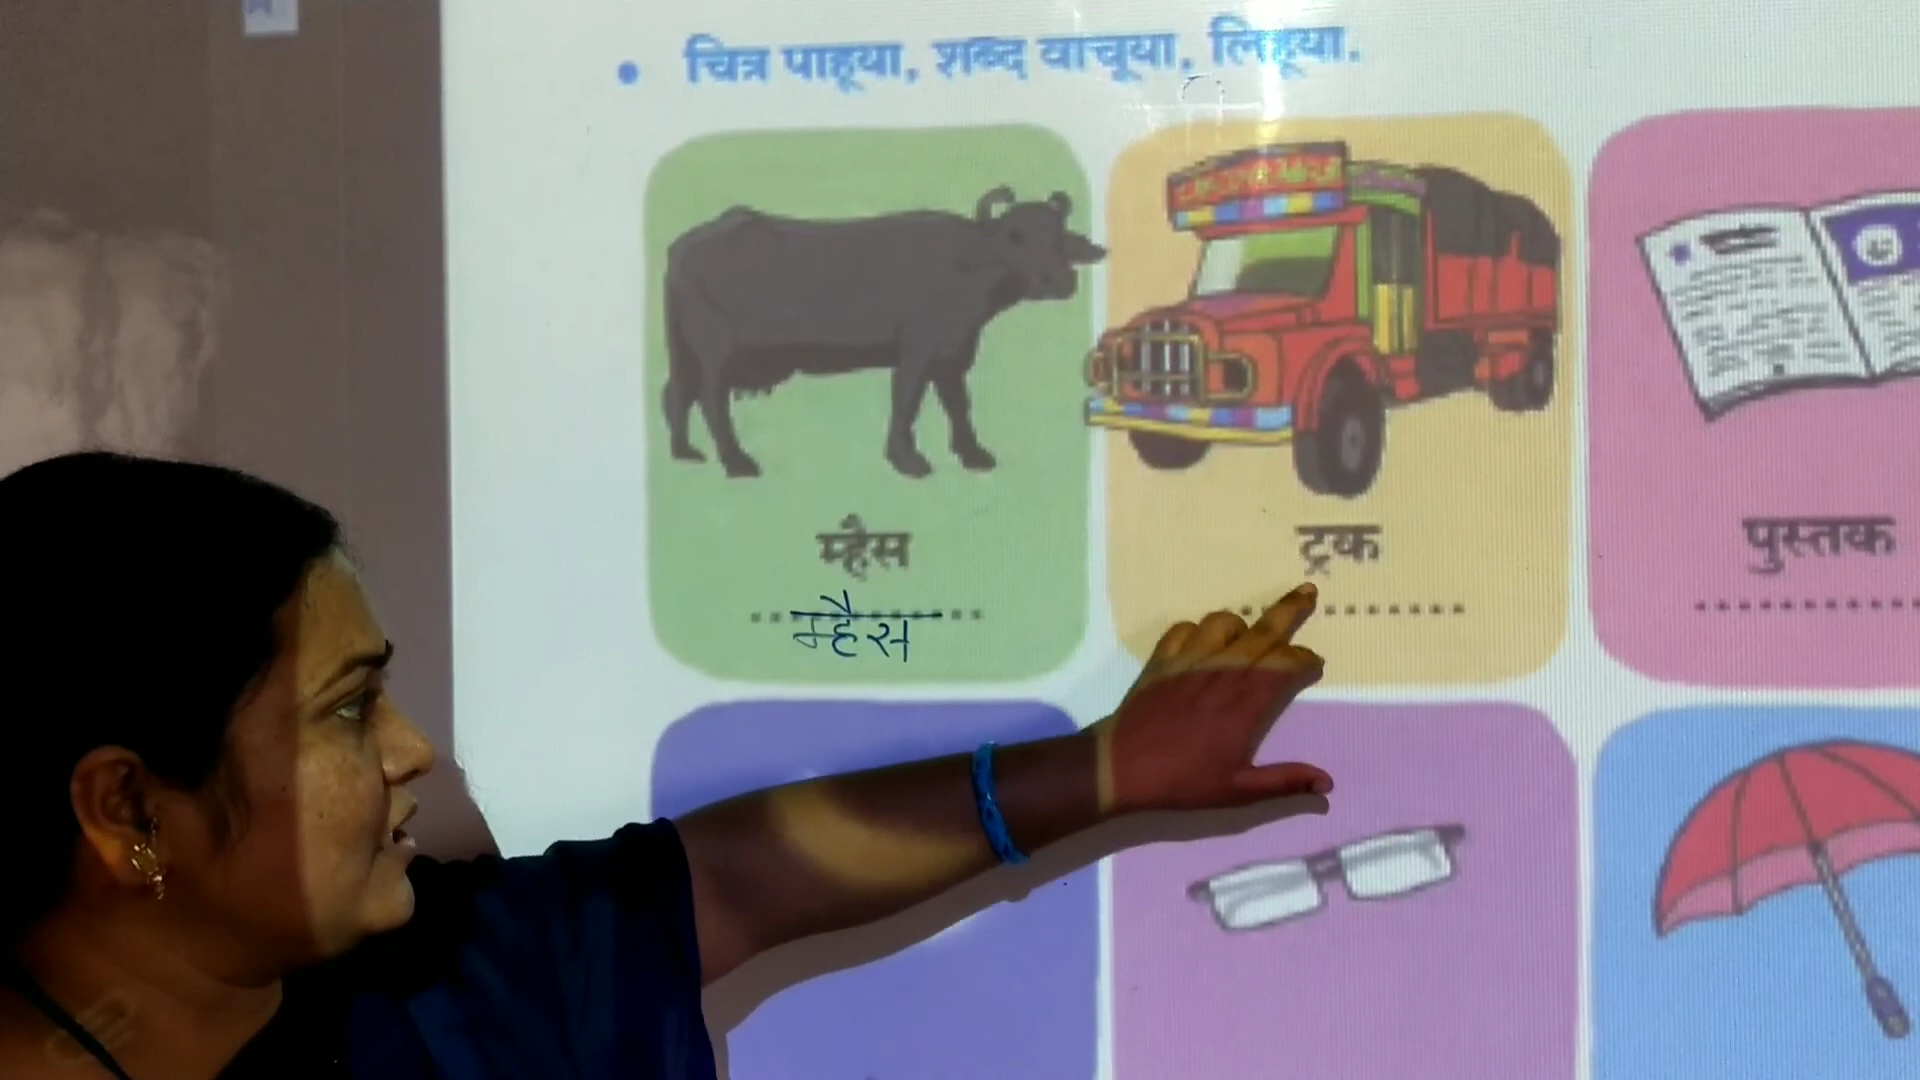 • चित्र पाहूया, शब्द वाचूया, लिहूया.
म्हैस
ट्रक
पुस्तक
म्हैस